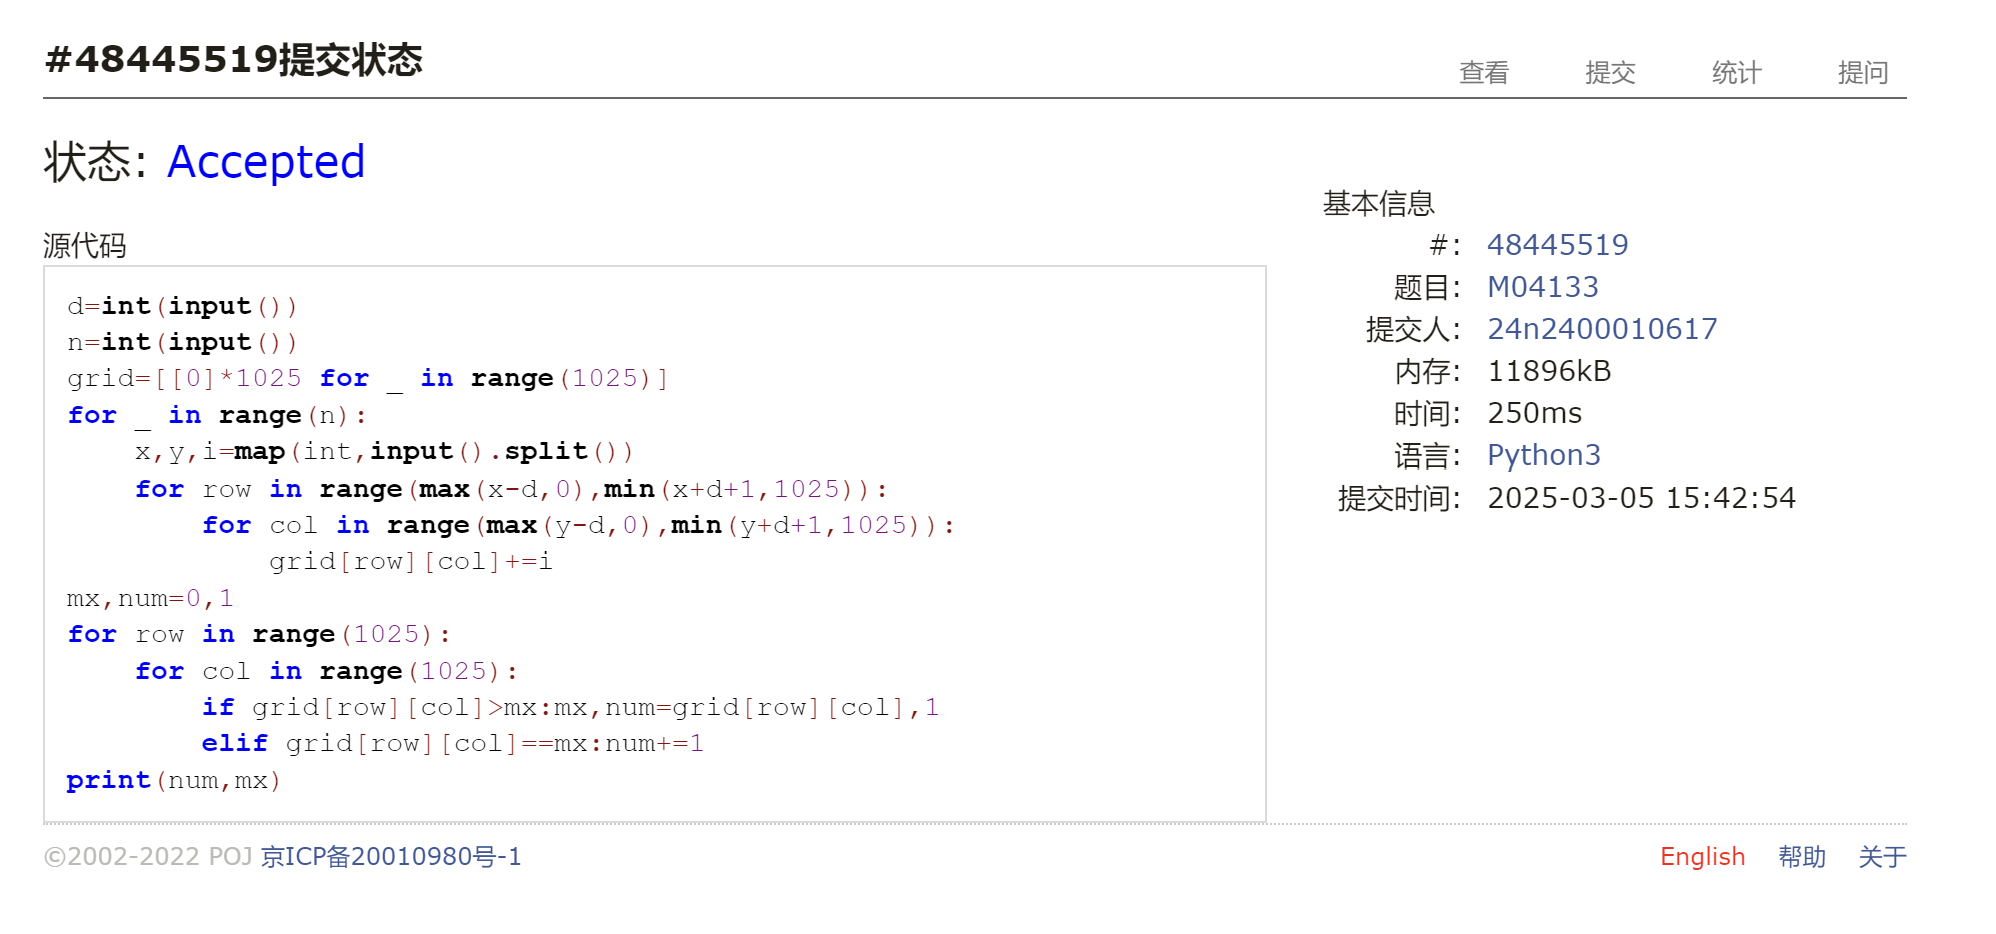 #48445519提交状态
查看 提交 统计 提问
状态: Accepted
源代码
d=int(input())
n=int(input())
grid=[[0]*1025 for _ in range(1025)]
for _ in range(n):
    x,y,i=map(int,input().split())
    for row in range(max(x-d,0),min(x+d+1,1025)):
        for col in range(max(y-d,0),min(y+d+1,1025)):
            grid[row][col]+=i
mx,num=0,1
for row in range(1025):
    for col in range(1025):
        if grid[row][col]>mx:mx,num=grid[row][col],1
        elif grid[row][col]==mx:num+=1
print(num,mx)
基本信息
#: 48445519
题目: M04133
提交人: 24n2400010617
内存: 11896kB
时间: 250ms
语言: Python3
提交时间: 2025-03-05 15:42:54
©2002-2022 POJ 京ICP备20010980号-1
English 帮助 关于